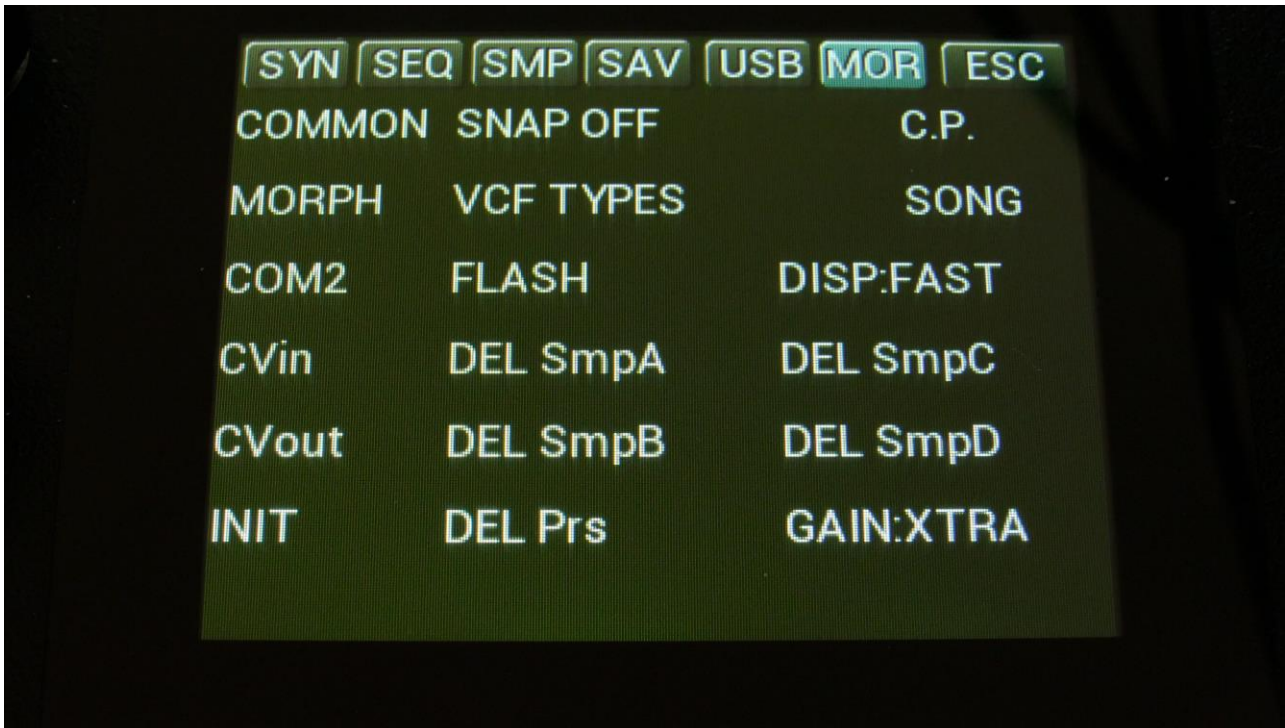 SYN SEQ SMP SAV USB MOR ESC
COMMON SNAP OFF C.P.
MORPH VCF TYPES SONG
COM2 FLASH DISP:FAST
CVin DEL SmpA DEL SmpC
CVout DEL SmpB DEL SmpD
INIT DEL Prs GAIN:XTRA